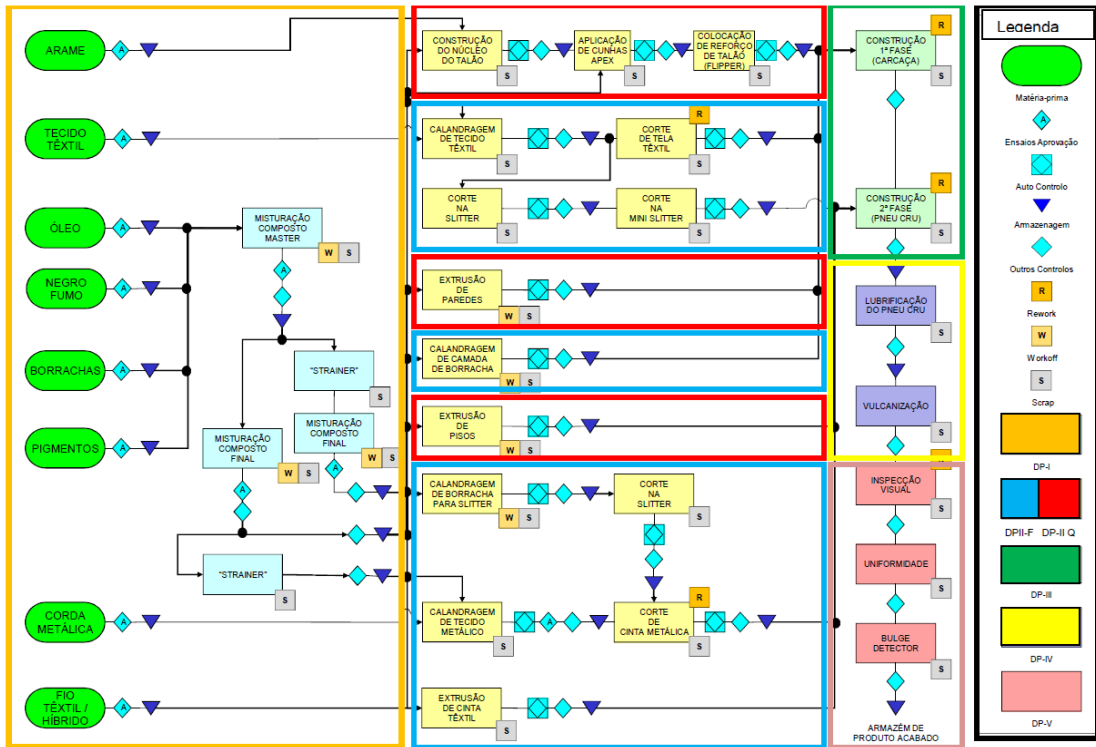 ARAME
A
TECIDO
TÊXTIL
A
ÓLEO
A
NEGRO
FUMO
A
BORRACHAS
A
PIGMENTOS
A
CORDA
METÁLICA
A
FIO
TÊXTIL /
HÍBRIDO
A
MISTURAÇÃO
COMPOSTO
MASTER
W
S
A
"STRAINER"
S
MISTURAÇÃO
COMPOSTO
FINAL
W
S
A
MISTURAÇÃO
COMPOSTO
FINAL
W
S
A
"STRAINER"
S
CONSTRUÇÃO
DO NÚCLEO
DO TALÃO
S
APLICAÇÃO
DE CUNHAS
APEX
S
COLOCAÇÃO
DE REFORÇO
DE TALÃO
(FLIPPER)
S
CALANDRAGEM
DE TECIDO
TÊXTIL
S
R
CORTE
DE TELA
TÊXTIL
S
CORTE
NA
SLITTER
S
CORTE
NA
MINI SLITTER
S
EXTRUSÃO
DE
PAREDES
W
S
CALANDRAGEM
DE CAMADA
DE BORRACHA
W
S
EXTRUSÃO
DE
PISOS
W
S
CALANDRAGEM
DE BORRACHA
PARA SLITTER
W
S
CORTE
NA
SLITTER
S
CALANDRAGEM
DE TECIDO
METÁLICO
S
A
R
CORTE
DE
CINTA METÁLICA
S
EXTRUSÃO
DE CINTA
TÊXTIL
S
R
CONSTRUÇÃO
1ª FASE
(CARCAÇA)
S
R
CONSTRUÇÃO
2ª FASE
(PNEU CRU)
S
LUBRIFICAÇÃO
DO PNEU CRU
S
VULCANIZAÇÃO
S
R
INSPECÇÃO
VISUAL
S
UNIFORMIDADE
S
BULGE
DETECTOR
S
ARMAZÉM DE
PRODUTO ACABADO
Legenda
Matéria-prima
A
Ensaios Aprovação
Auto Controlo
Armazenagem
Outros Controlos
R
Rework
W
Workoff
S
Scrap
DP-I
DPII-F DP-II Q
DP-III
DP-IV
DP-V